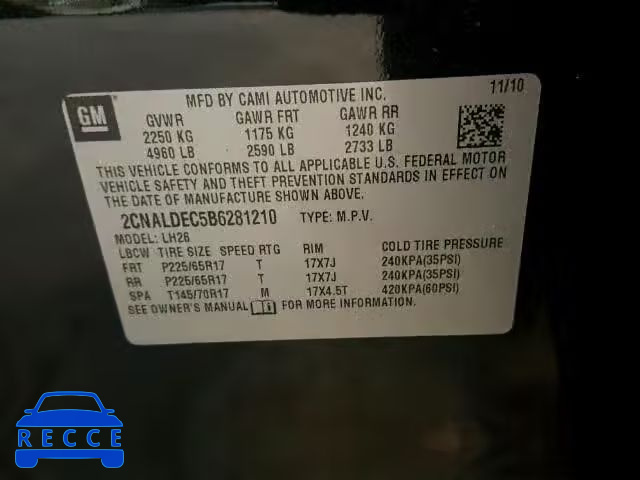 GM
MFD BY CAMI AUTOMOTIVE INC. 11/10
GVWR GAWR FRT GAWR RR
2250 KG 1175 KG 1240 KG
4960 LB 2590 LB 2733 LB
THIS VEHICLE CONFORMS TO ALL APPLICABLE U.S. FEDERAL MOTOR
VEHICLE SAFETY AND THEFT PREVENTION STANDARDS IN EFFECT ON
THE DATE OF MANUFACTURE SHOWN ABOVE.
2CNALDEC5B6281210 TYPE: M.P.V.
MODEL: LH26
LBCW TIRE SIZE SPEED RTG RIM COLD TIRE PRESSURE
FRT P225/65R17 T 17X7J 240KPA(35PSI)
RR P225/65R17 T 17X7J 240KPA(35PSI)
SPA T145/70R17 M 17X4.5T 420KPA(60PSI)
SEE OWNER'S MANUAL FOR MORE INFORMATION.
RECCE